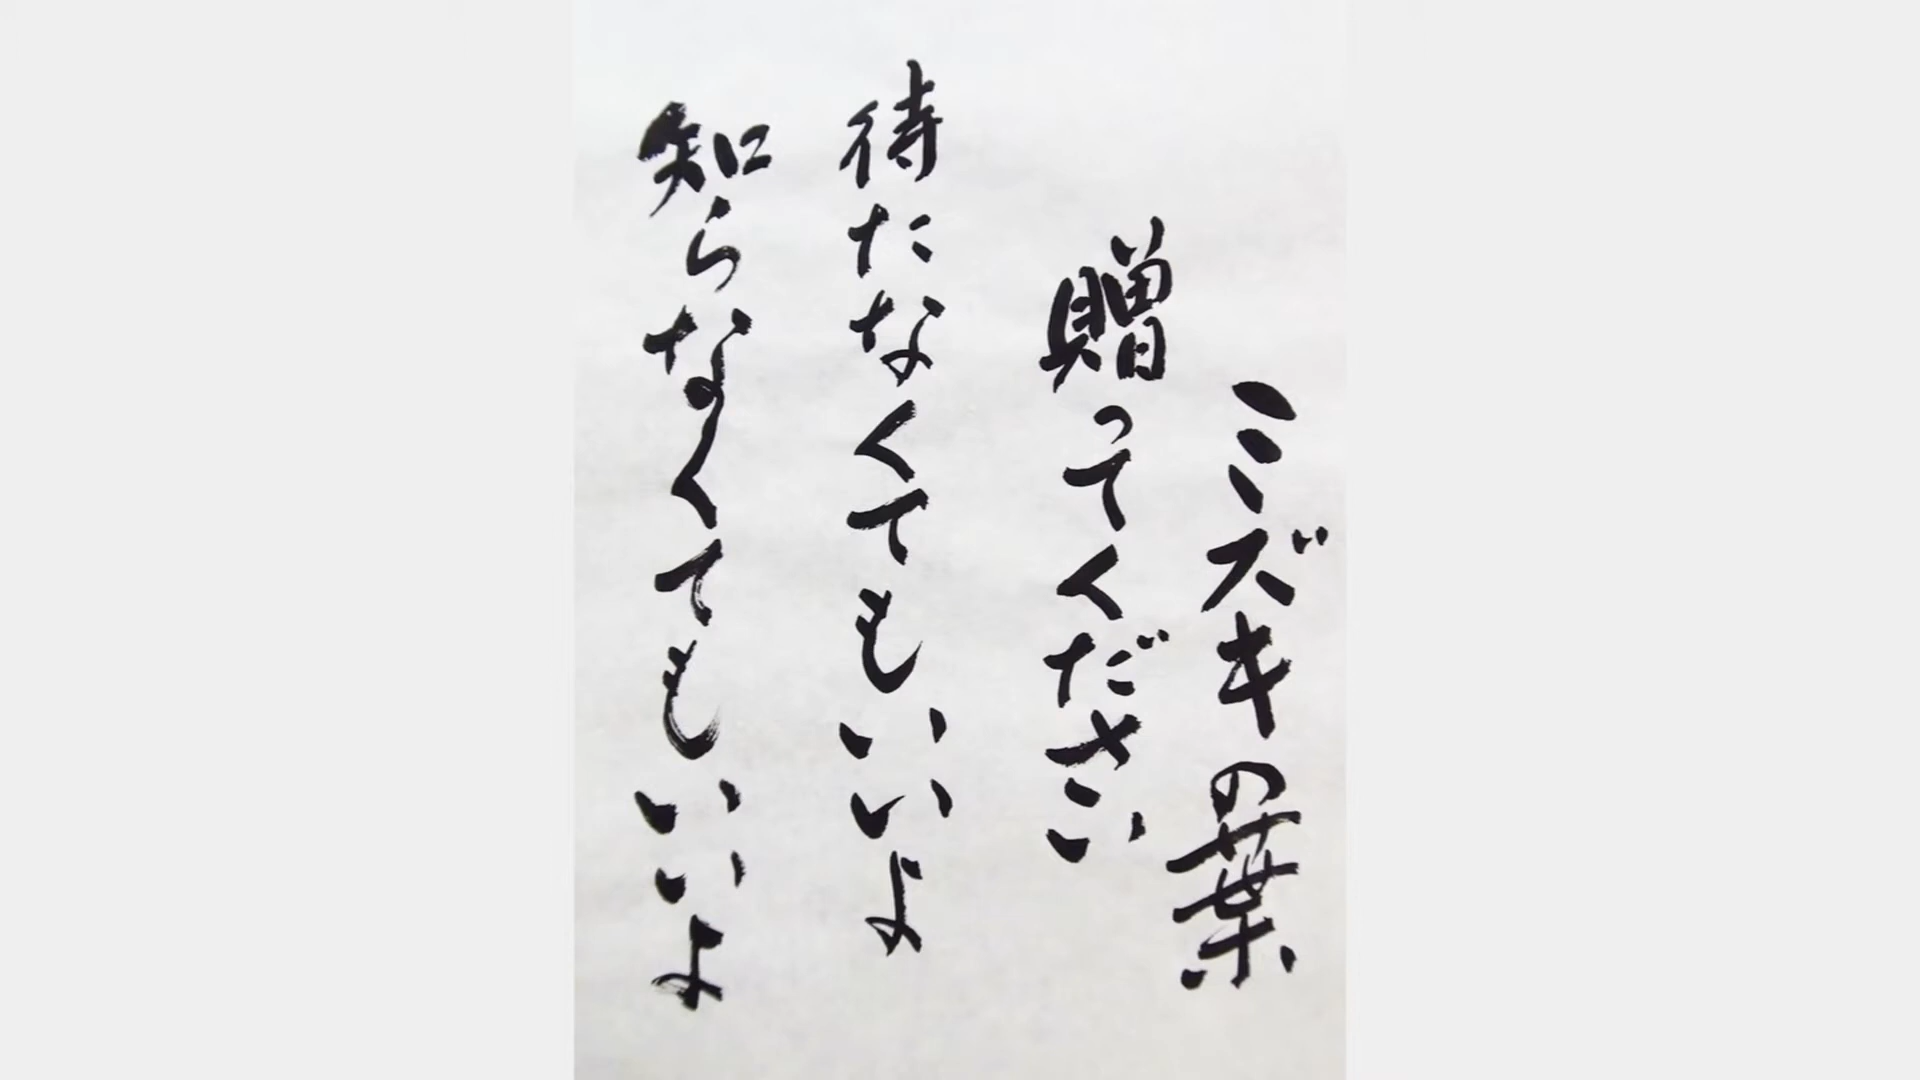 ミズキの葉
贈ってください
待たなくてもいいよ
知らなくてもいいよ